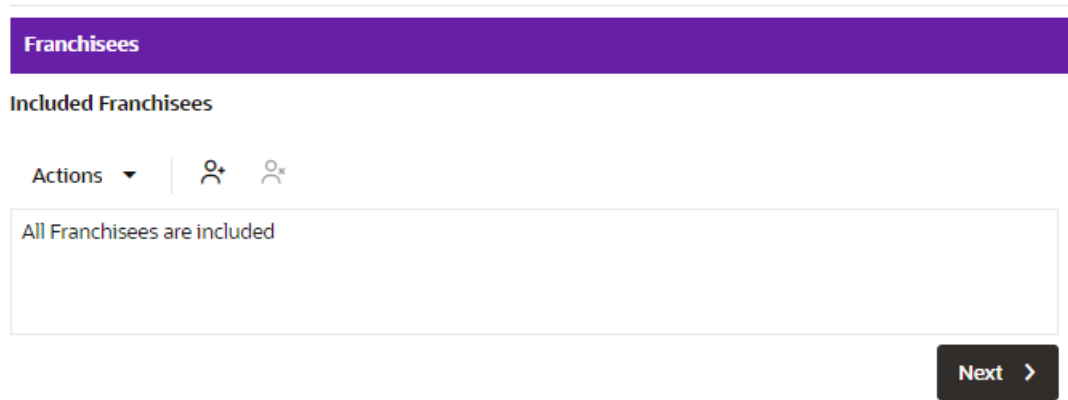 Franchisees
Included Franchisees
Actions
All Franchisees are included
Next